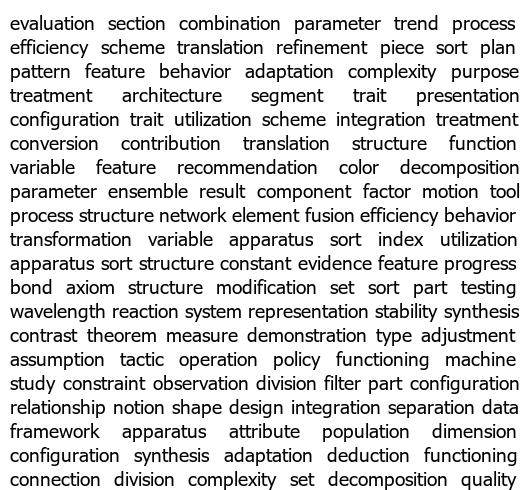 evaluation section combination parameter trend process
efficiency scheme translation refinement piece sort plan
pattern feature behavior adaptation complexity purpose
treatment architecture segment trait presentation
configuration trait utilization scheme integration treatment
conversion contribution translation structure function
variable feature recommendation color decomposition
parameter ensemble result component factor motion tool
process structure network element fusion efficiency behavior
transformation variable apparatus sort index utilization
apparatus sort structure constant evidence feature progress
bond axiom structure modification set sort part testing
wavelength reaction system representation stability synthesis
contrast theorem measure demonstration type adjustment
assumption tactic operation policy functioning machine
study constraint observation division filter part configuration
relationship notion shape design integration separation data
framework apparatus attribute population dimension
configuration synthesis adaptation deduction functioning
connection division complexity set decomposition quality